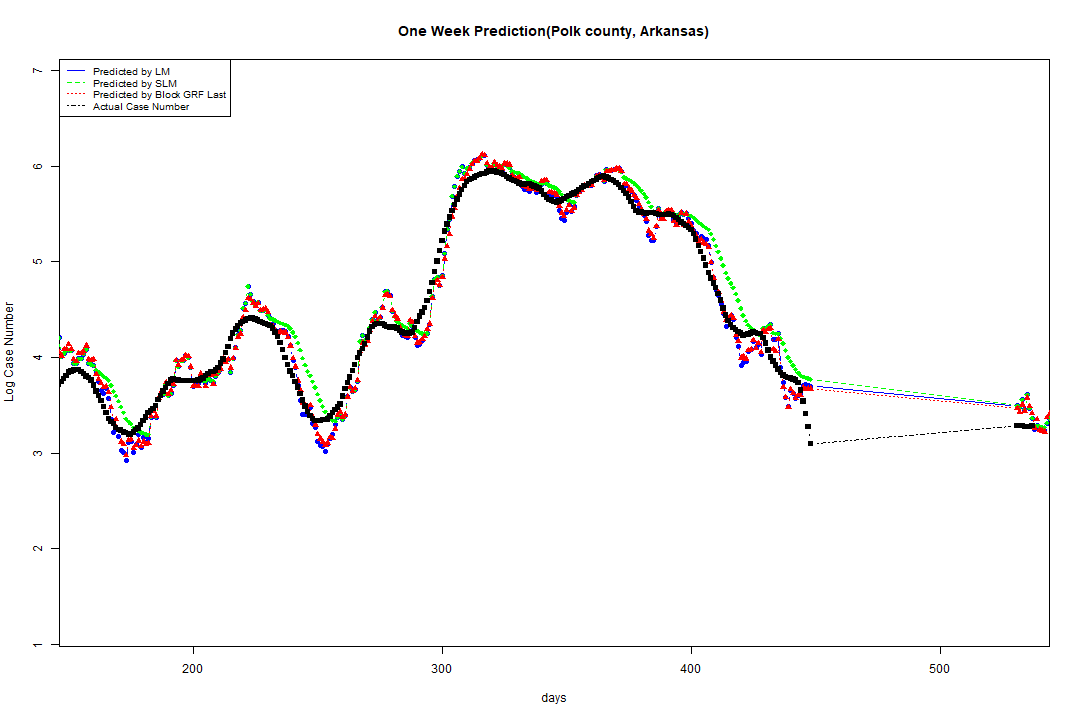 One Week Prediction(Polk county, Arkansas)
Predicted by LM
Predicted by SLM
Predicted by Block GRF Last
Actual Case Number
7
6
5
4
3
2
1
Log Case Number
200 300 400 500
days